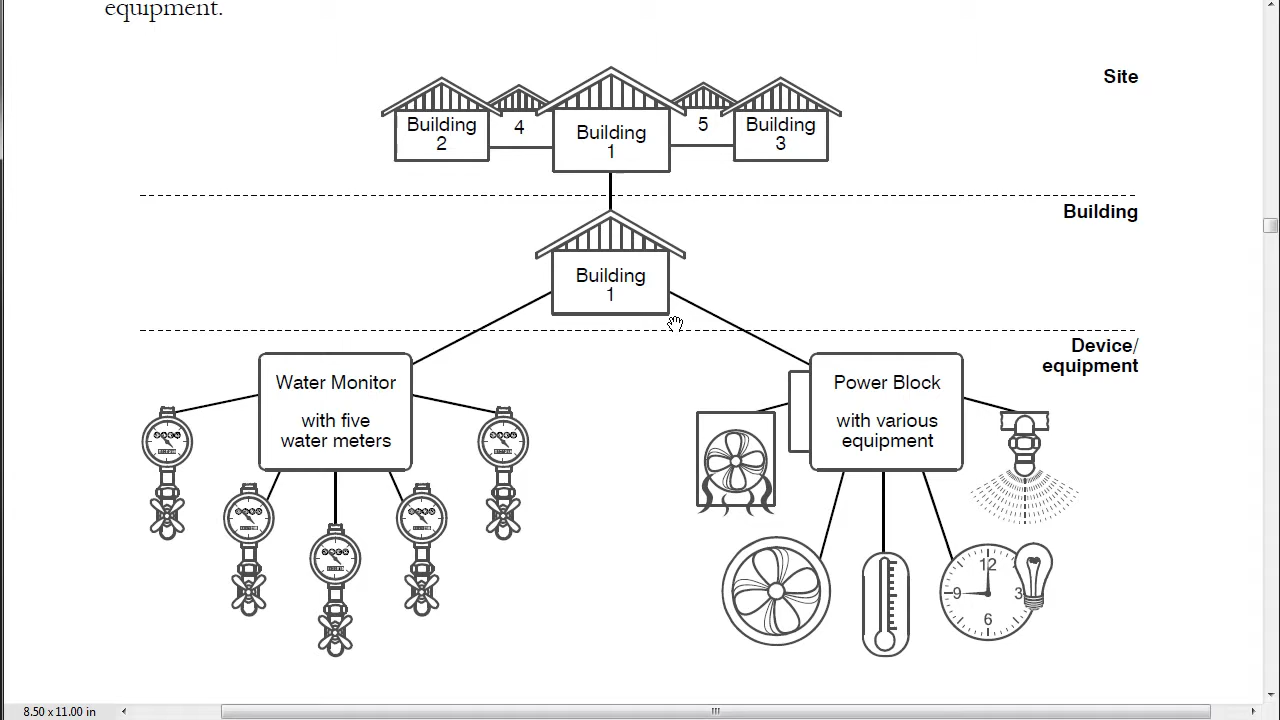 equipment.
Site
Building
2
4
Building
1
5
Building
3
Building
Building
1
Device/
equipment
Water Monitor
with five
water meters
Power Block
with various
equipment
12
9
3
6
8.50 x 11.00 in